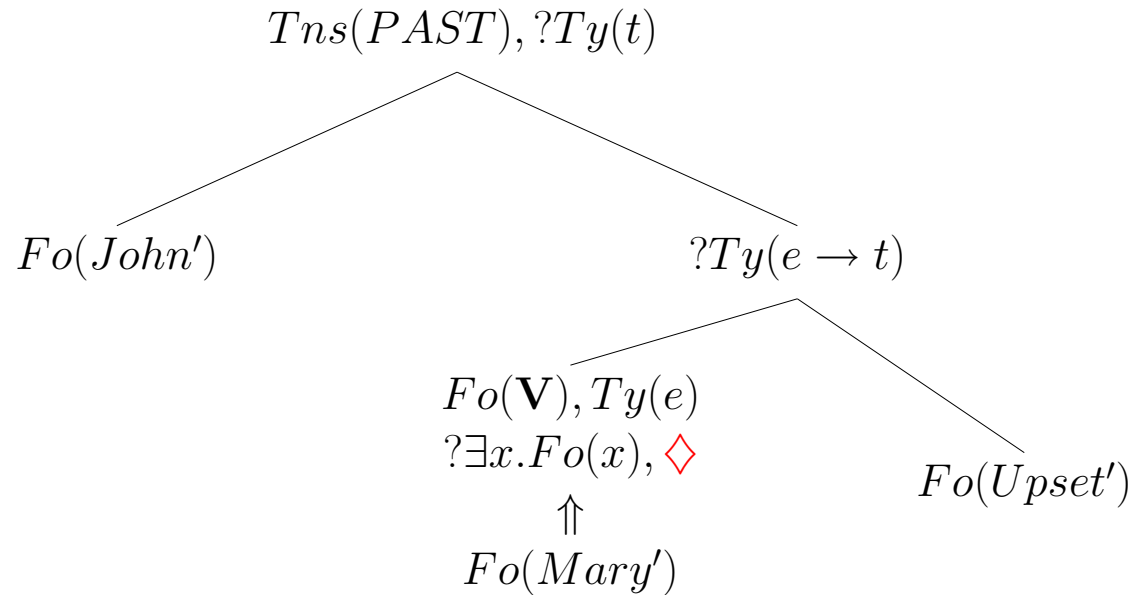 Tns(PAST), ?Ty(t)
Fo(John′)
?Ty(e → t)
Fo(𝐕), Ty(e)
?∃x.Fo(x), ♢
Fo(Upset′)
⇑
Fo(Mary′)